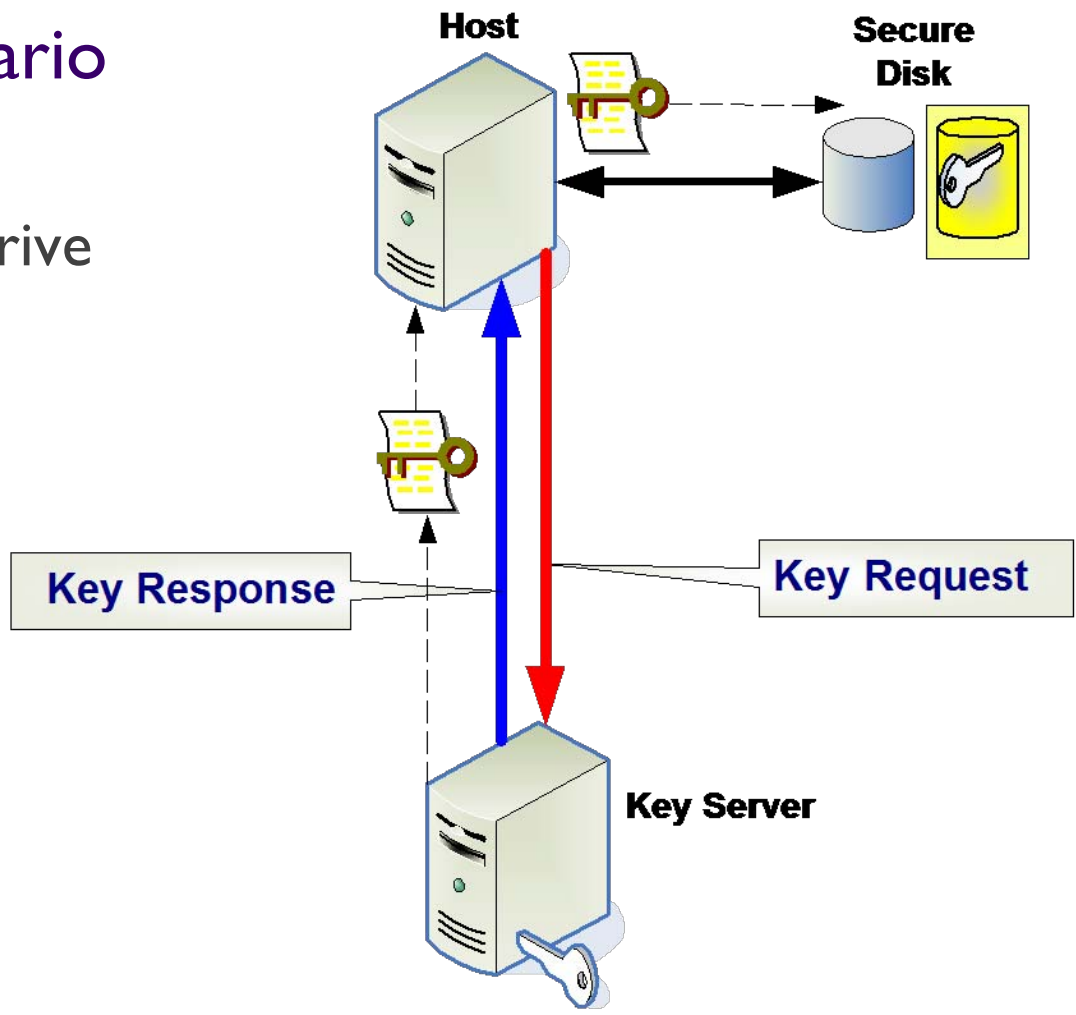 ario
rive
Host
Secure
Disk
Key Response
Key Request
Key Server